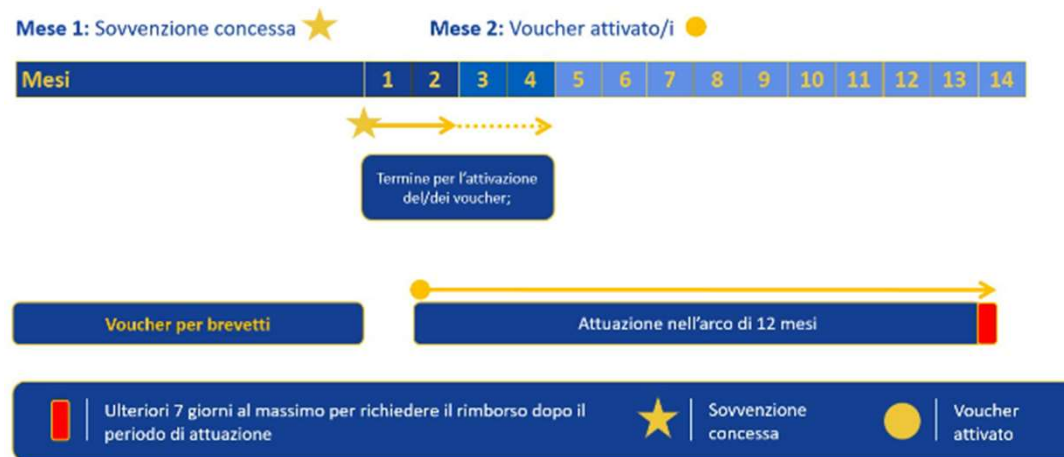 Mese 1: Sovvenzione concessa
Mese 2: Voucher attivato/i
Mesi 1 2 3 4 5 6 7 8 9 10 11 12 13 14
Termine per l'attivazione
del/dei voucher;
Voucher per brevetti
Attuazione nell'arco di 12 mesi
Ulteriori 7 giorni al massimo per richiedere il rimborso dopo il
periodo di attuazione
Sovvenzione
concessa
Voucher
attivato